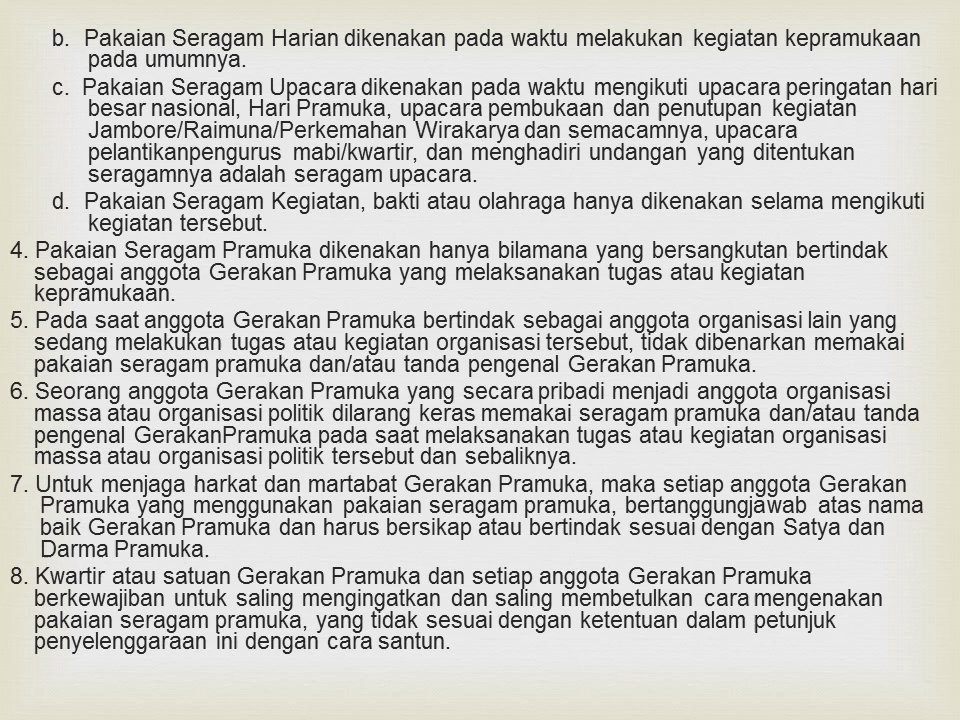 b. Pakaian Seragam Harian dikenakan pada waktu melakukan kegiatan kepramukaan
pada umumnya.
c. Pakaian Seragam Upacara dikenakan pada waktu mengikuti upacara peringatan hari
besar nasional, Hari Pramuka, upacara pembukaan dan penutupan kegiatan
Jambore/Raimuna/Perkemahan Wirakarya dan semacamnya, upacara
pelantikanpengurus mabi/kwartir, dan menghadiri undangan yang ditentukan
seragamnya adalah seragam upacara.
d. Pakaian Seragam Kegiatan, bakti atau olahraga hanya dikenakan selama mengikuti
kegiatan tersebut.
4. Pakaian Seragam Pramuka dikenakan hanya bilamana yang bersangkutan bertindak
sebagai anggota Gerakan Pramuka yang melaksanakan tugas atau kegiatan
kepramukaan.
5. Pada saat anggota Gerakan Pramuka bertindak sebagai anggota organisasi lain yang
sedang melakukan tugas atau kegiatan organisasi tersebut, tidak dibenarkan memakai
pakaian seragam pramuka dan/atau tanda pengenal Gerakan Pramuka.
6. Seorang anggota Gerakan Pramuka yang secara pribadi menjadi anggota organisasi
massa atau organisasi politik dilarang keras memakai seragam pramuka dan/atau tanda
pengenal GerakanPramuka pada saat melaksanakan tugas atau kegiatan organisasi
massa atau organisasi politik tersebut dan sebaliknya.
7. Untuk menjaga harkat dan martabat Gerakan Pramuka, maka setiap anggota Gerakan
Pramuka yang menggunakan pakaian seragam pramuka, bertanggungjawab atas nama
baik Gerakan Pramuka dan harus bersikap atau bertindak sesuai dengan Satya dan
Darma Pramuka.
8. Kwartir atau satuan Gerakan Pramuka dan setiap anggota Gerakan Pramuka
berkewajiban untuk saling mengingatkan dan saling membetulkan cara mengenakan
pakaian seragam pramuka, yang tidak sesuai dengan ketentuan dalam petunjuk
penyelenggaraan ini dengan cara santun.